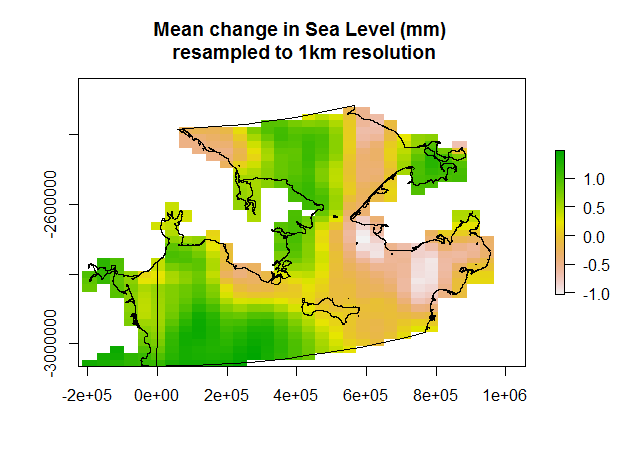 Mean change in Sea Level (mm)
resampled to 1km resolution
-2600000
-3000000
1.0
0.5
0.0
-0.5
-1.0
-2e+05 0e+00 2e+05 4e+05 6e+05 8e+05 1e+06